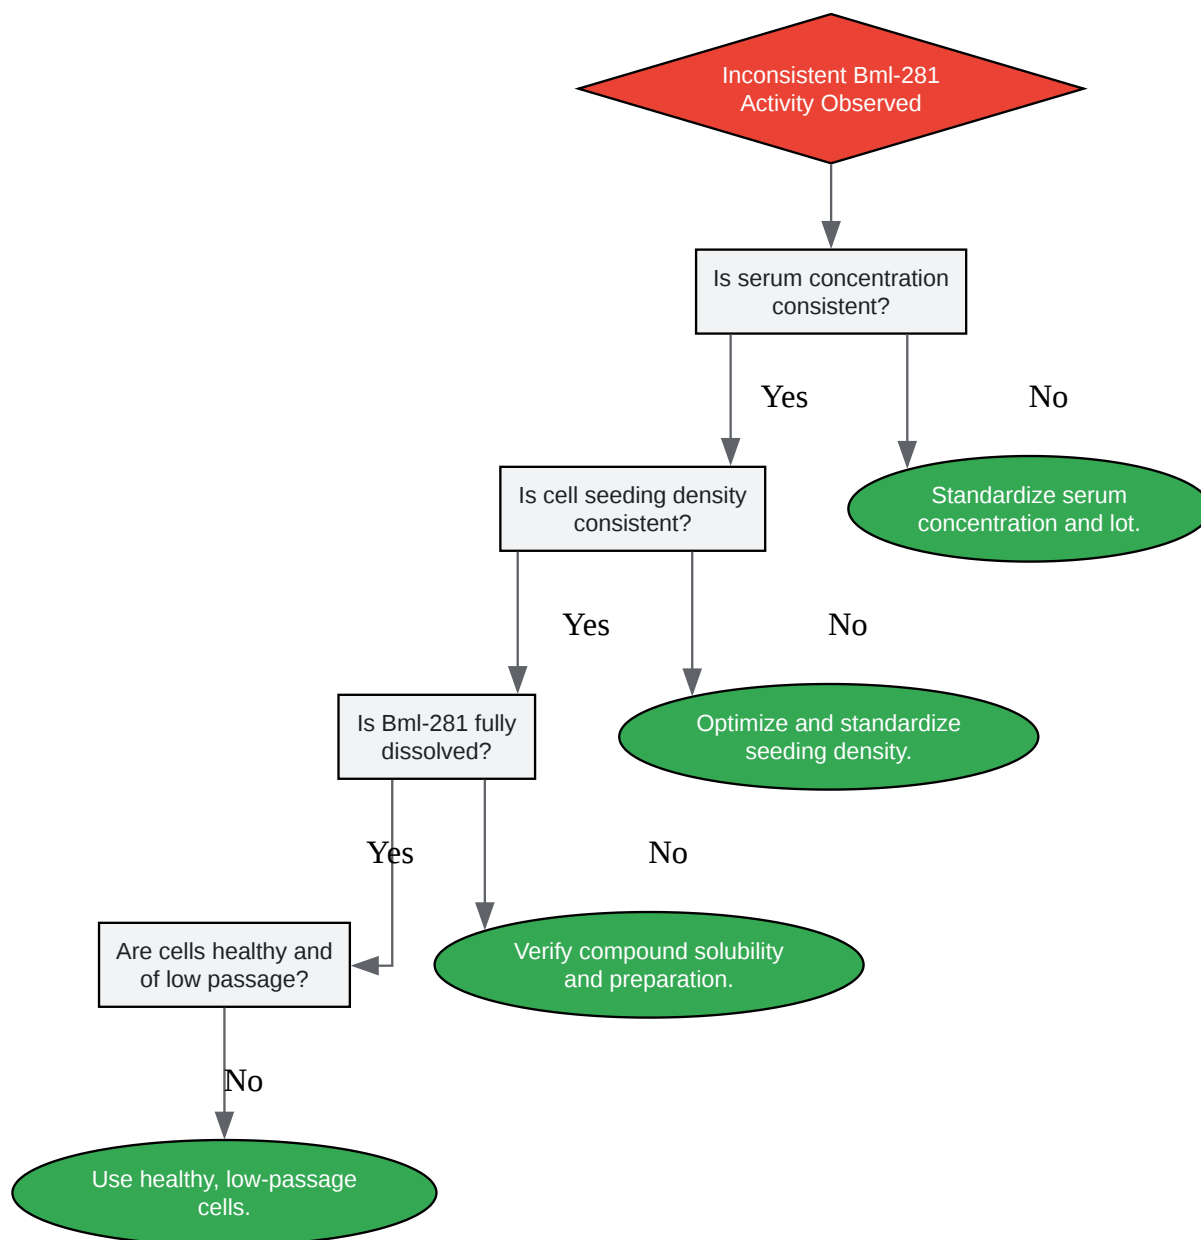 Inconsistent Bml-281
Activity Observed
Is serum concentration
consistent?
Yes
No
Is cell seeding density
consistent?
Standardize serum
concentration and lot.
Yes
No
Is Bml-281 fully
dissolved?
Optimize and standardize
seeding density.
Yes
No
Are cells healthy and
of low passage?
Verify compound solubility
and preparation.
No
Use healthy, low-passage
cells.